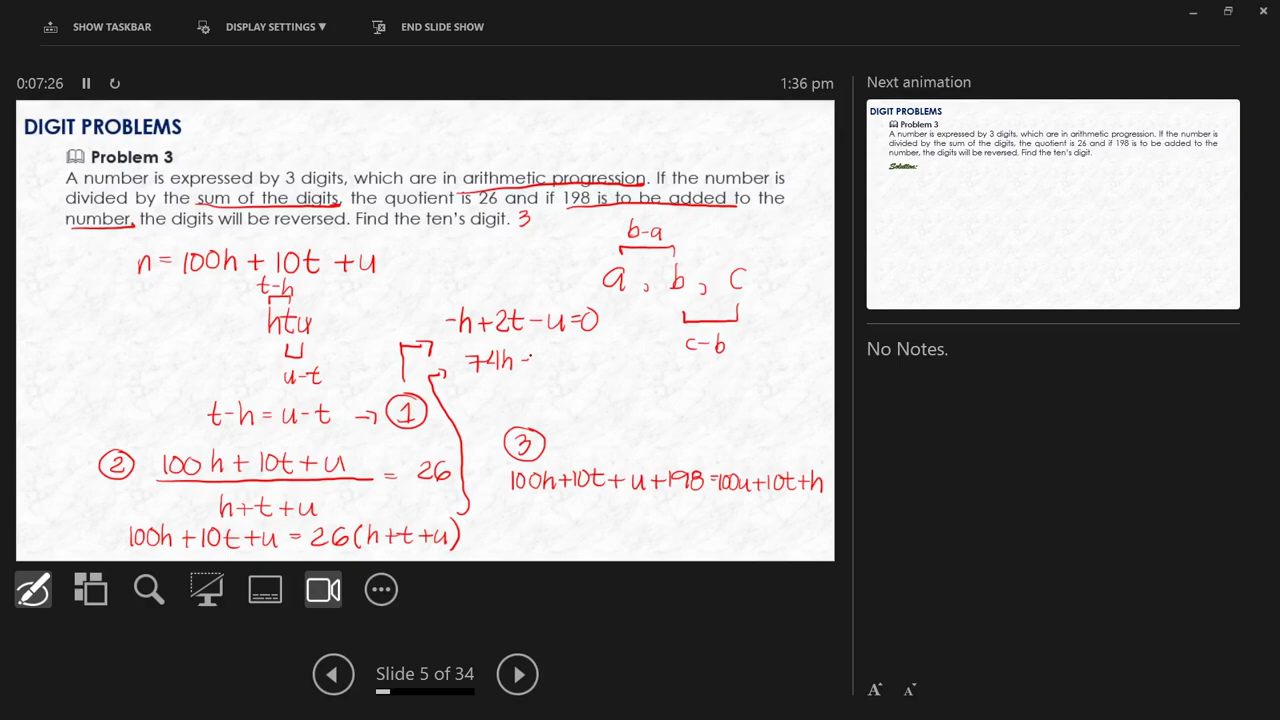 SHOW TASKBAR
DISPLAY SETTINGS ▼
END SLIDE SHOW
0:07:26
1:36 pm
DIGIT PROBLEMS
Problem 3
A number is expressed by 3 digits, which are in arithmetic progression. If the number is
divided by the sum of the digits, the quotient is 26 and if 198 is to be added to the
number, the digits will be reversed. Find the ten's digit. 3
b-a
n = 100h + 10t + u
a, b, c
t-h
htu
-h+2t-u=0
c-b
u-t
74h -
t-h = u-t → ①
② 100h+10t+u = 26
h+t+u
③
100h+10t+u+198=100u+10t+h
100h+10t+u = 26(h+t+u)
Slide 5 of 34
Next animation
DIGIT PROBLEMS
Problem 3
A number is expressed by 3 digits, which are in arithmetic progression. If the number is
divided by the sum of the digits, the quotient is 26 and if 198 is to be added to the
number, the digits will be reversed. Find the ten's digit.
Solution:
No Notes.
A
A